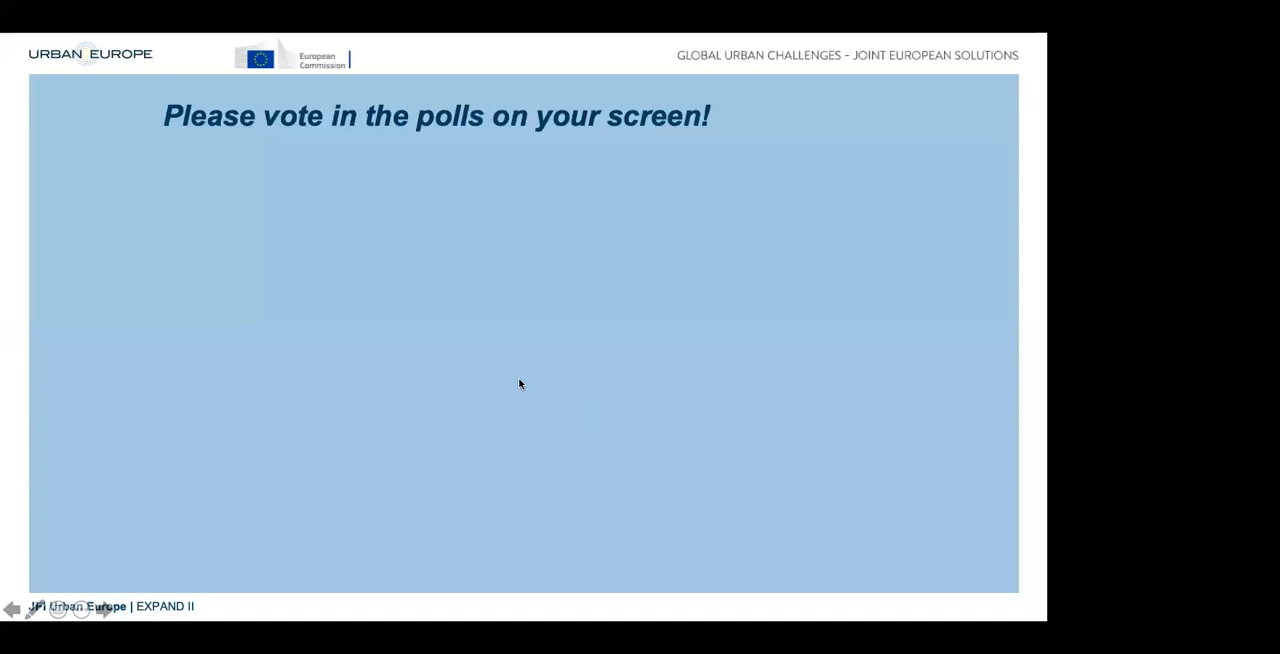 URBAN EUROPE
European
Commission
GLOBAL URBAN CHALLENGES – JOINT EUROPEAN SOLUTIONS
Please vote in the polls on your screen!
JPI Urban Europe | EXPAND II